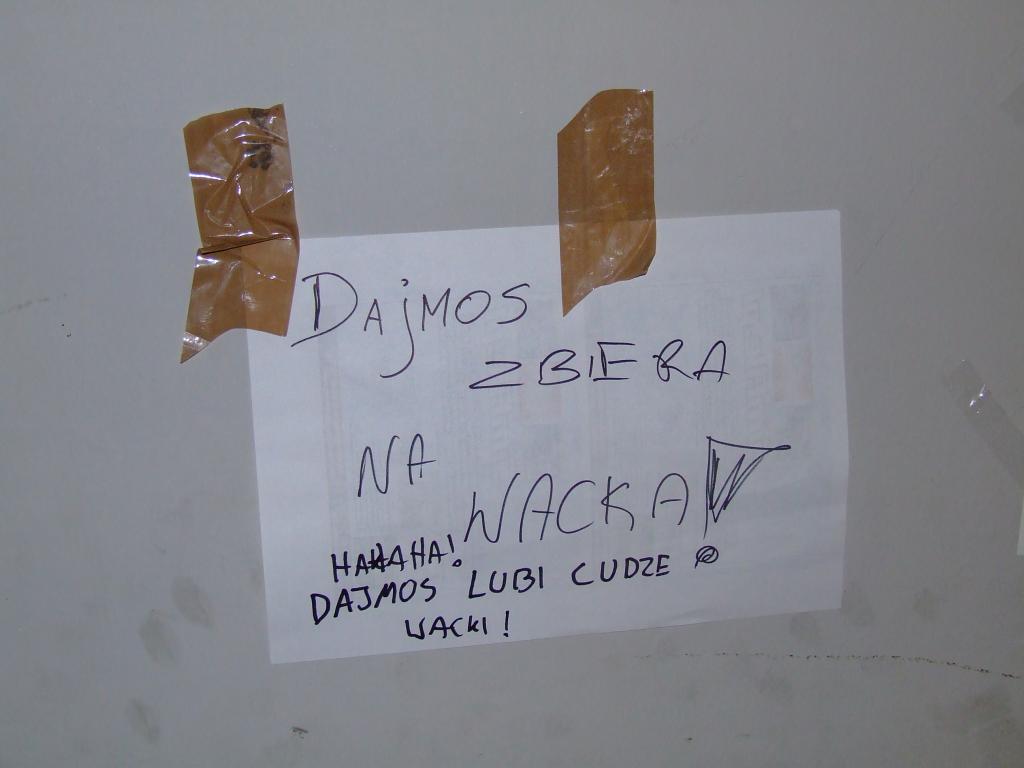 DAjMOS
ZBIERA
NA
WACKA!
HAHAHA!
DAJMOS LUBI CUDZE
WACKI!